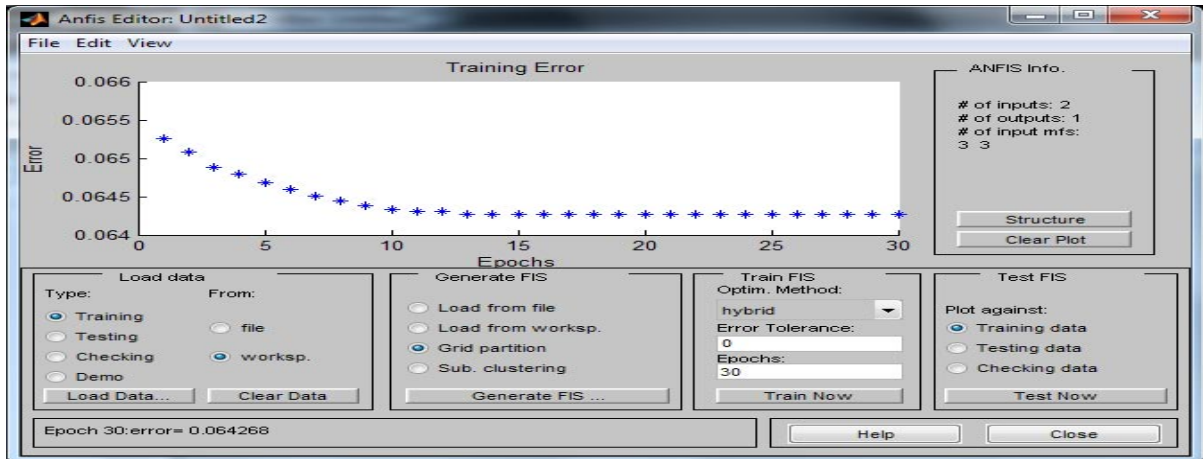 Anfis Editor: Untitled2
File Edit View
Training Error
0.066
0.0655
0.065
0.0645
0.064
Error
0 5 10 15 20 25 30
Epochs
ANFIS Info.
# of inputs: 2
# of outputs: 1
# of input mfs:
3 3
Structure
Clear Plot
Load data
Type: From:
Training
Testing
Checking
Demo
file
worksp.
Load Data... Clear Data
Generate FIS
Load from file
Load from worksp.
Grid partition
Sub. clustering
Generate FIS ...
Train FIS
Optim. Method:
hybrid
Error Tolerance:
0
Epochs:
30
Train Now
Test FIS
Plot against:
Training data
Testing data
Checking data
Test Now
Epoch 30:error= 0.064268
Help Close